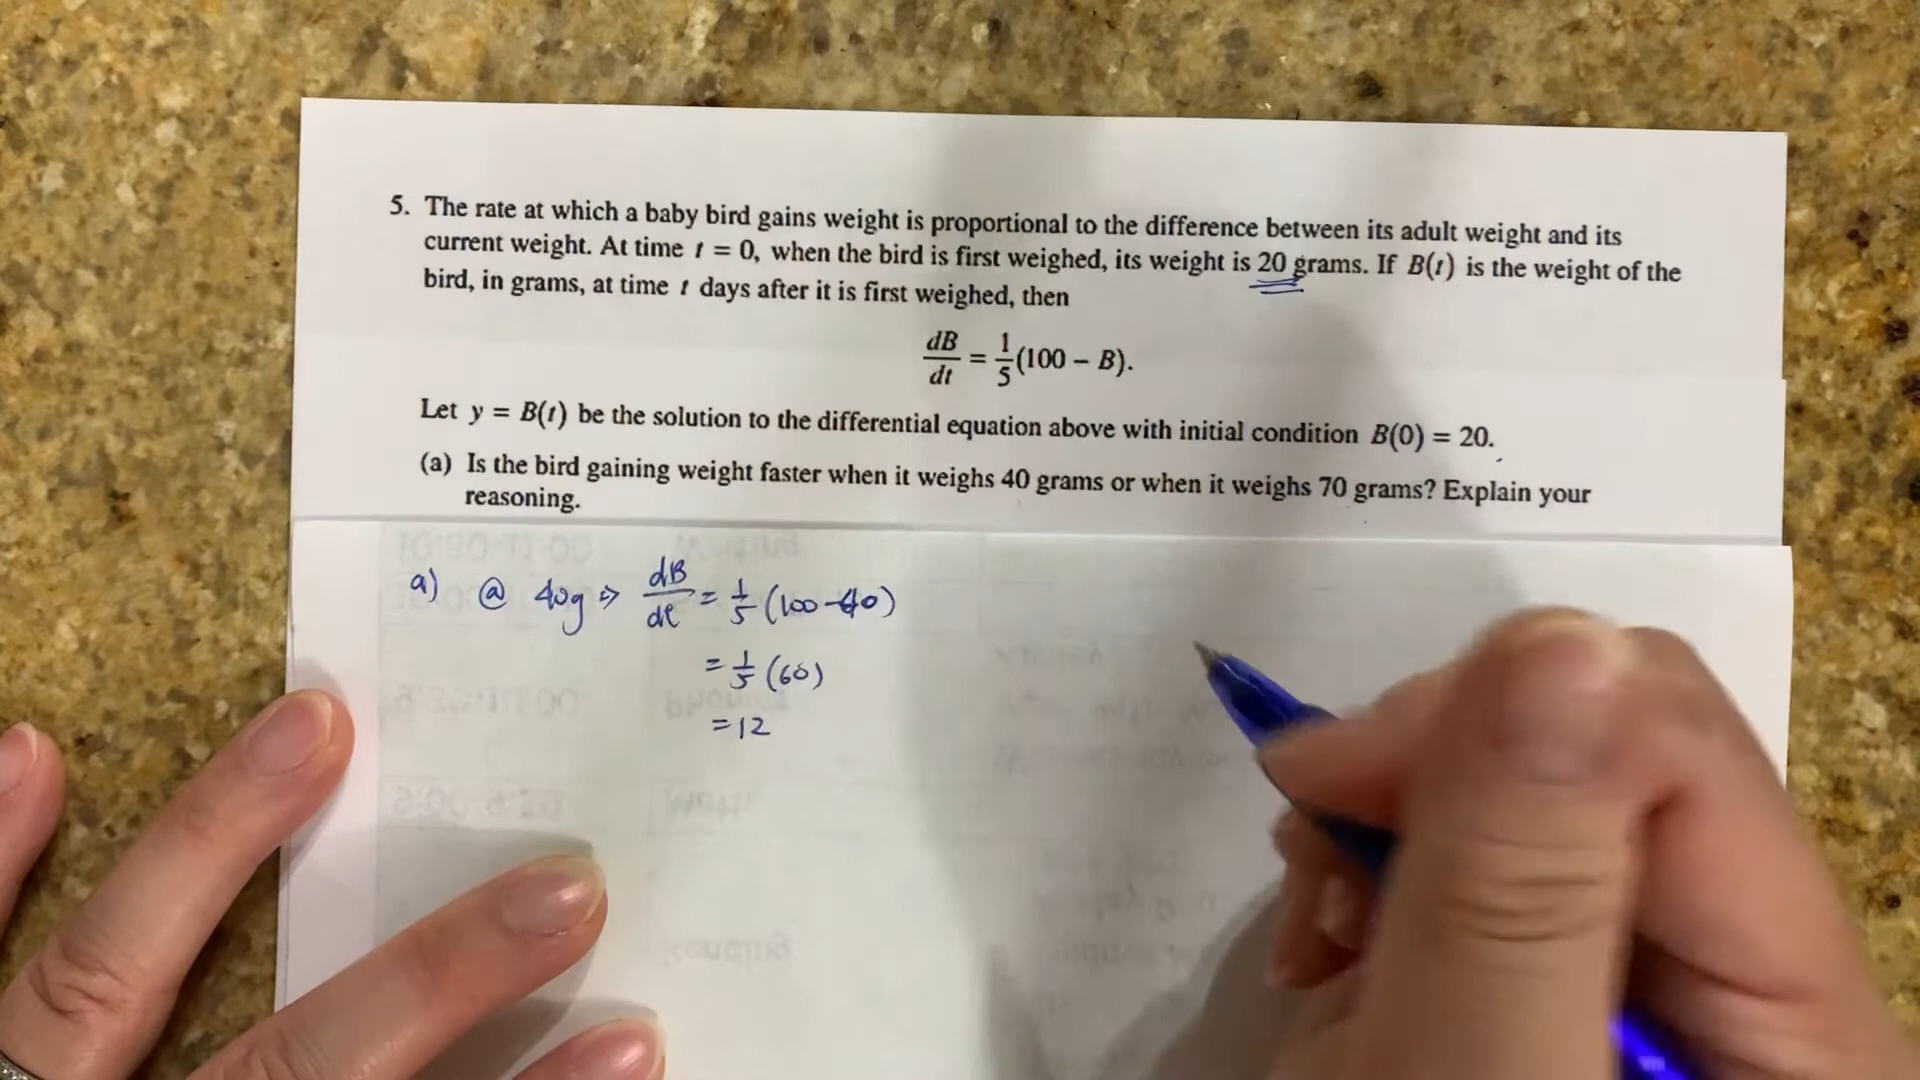 5. The rate at which a baby bird gains weight is proportional to the difference between its adult weight and its
current weight. At time t = 0, when the bird is first weighed, its weight is 20 grams. If B(t) is the weight of the
bird, in grams, at time t days after it is first weighed, then
dB/dt = 1/5(100 – B).
Let y = B(t) be the solution to the differential equation above with initial condition B(0) = 20.
(a) Is the bird gaining weight faster when it weighs 40 grams or when it weighs 70 grams? Explain your
reasoning.
a) @ 40g => dB/dt = 1/5 (100-40)
= 1/5 (60)
= 12